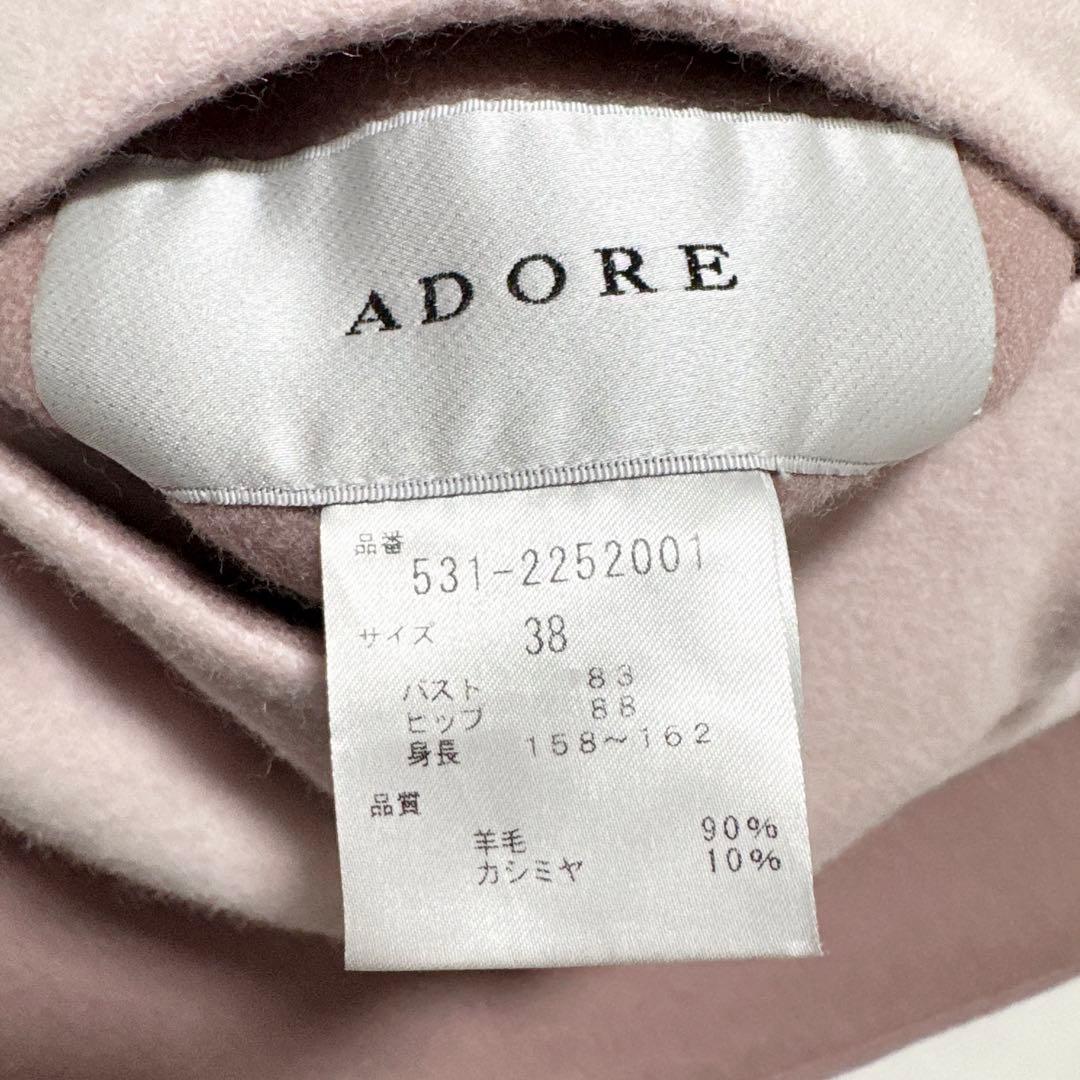 ADORE
品番 531-2252001
サイズ 38
バスト 83
ヒップ 88
身長 158～162
品質
羊毛 90%
カシミヤ 10%